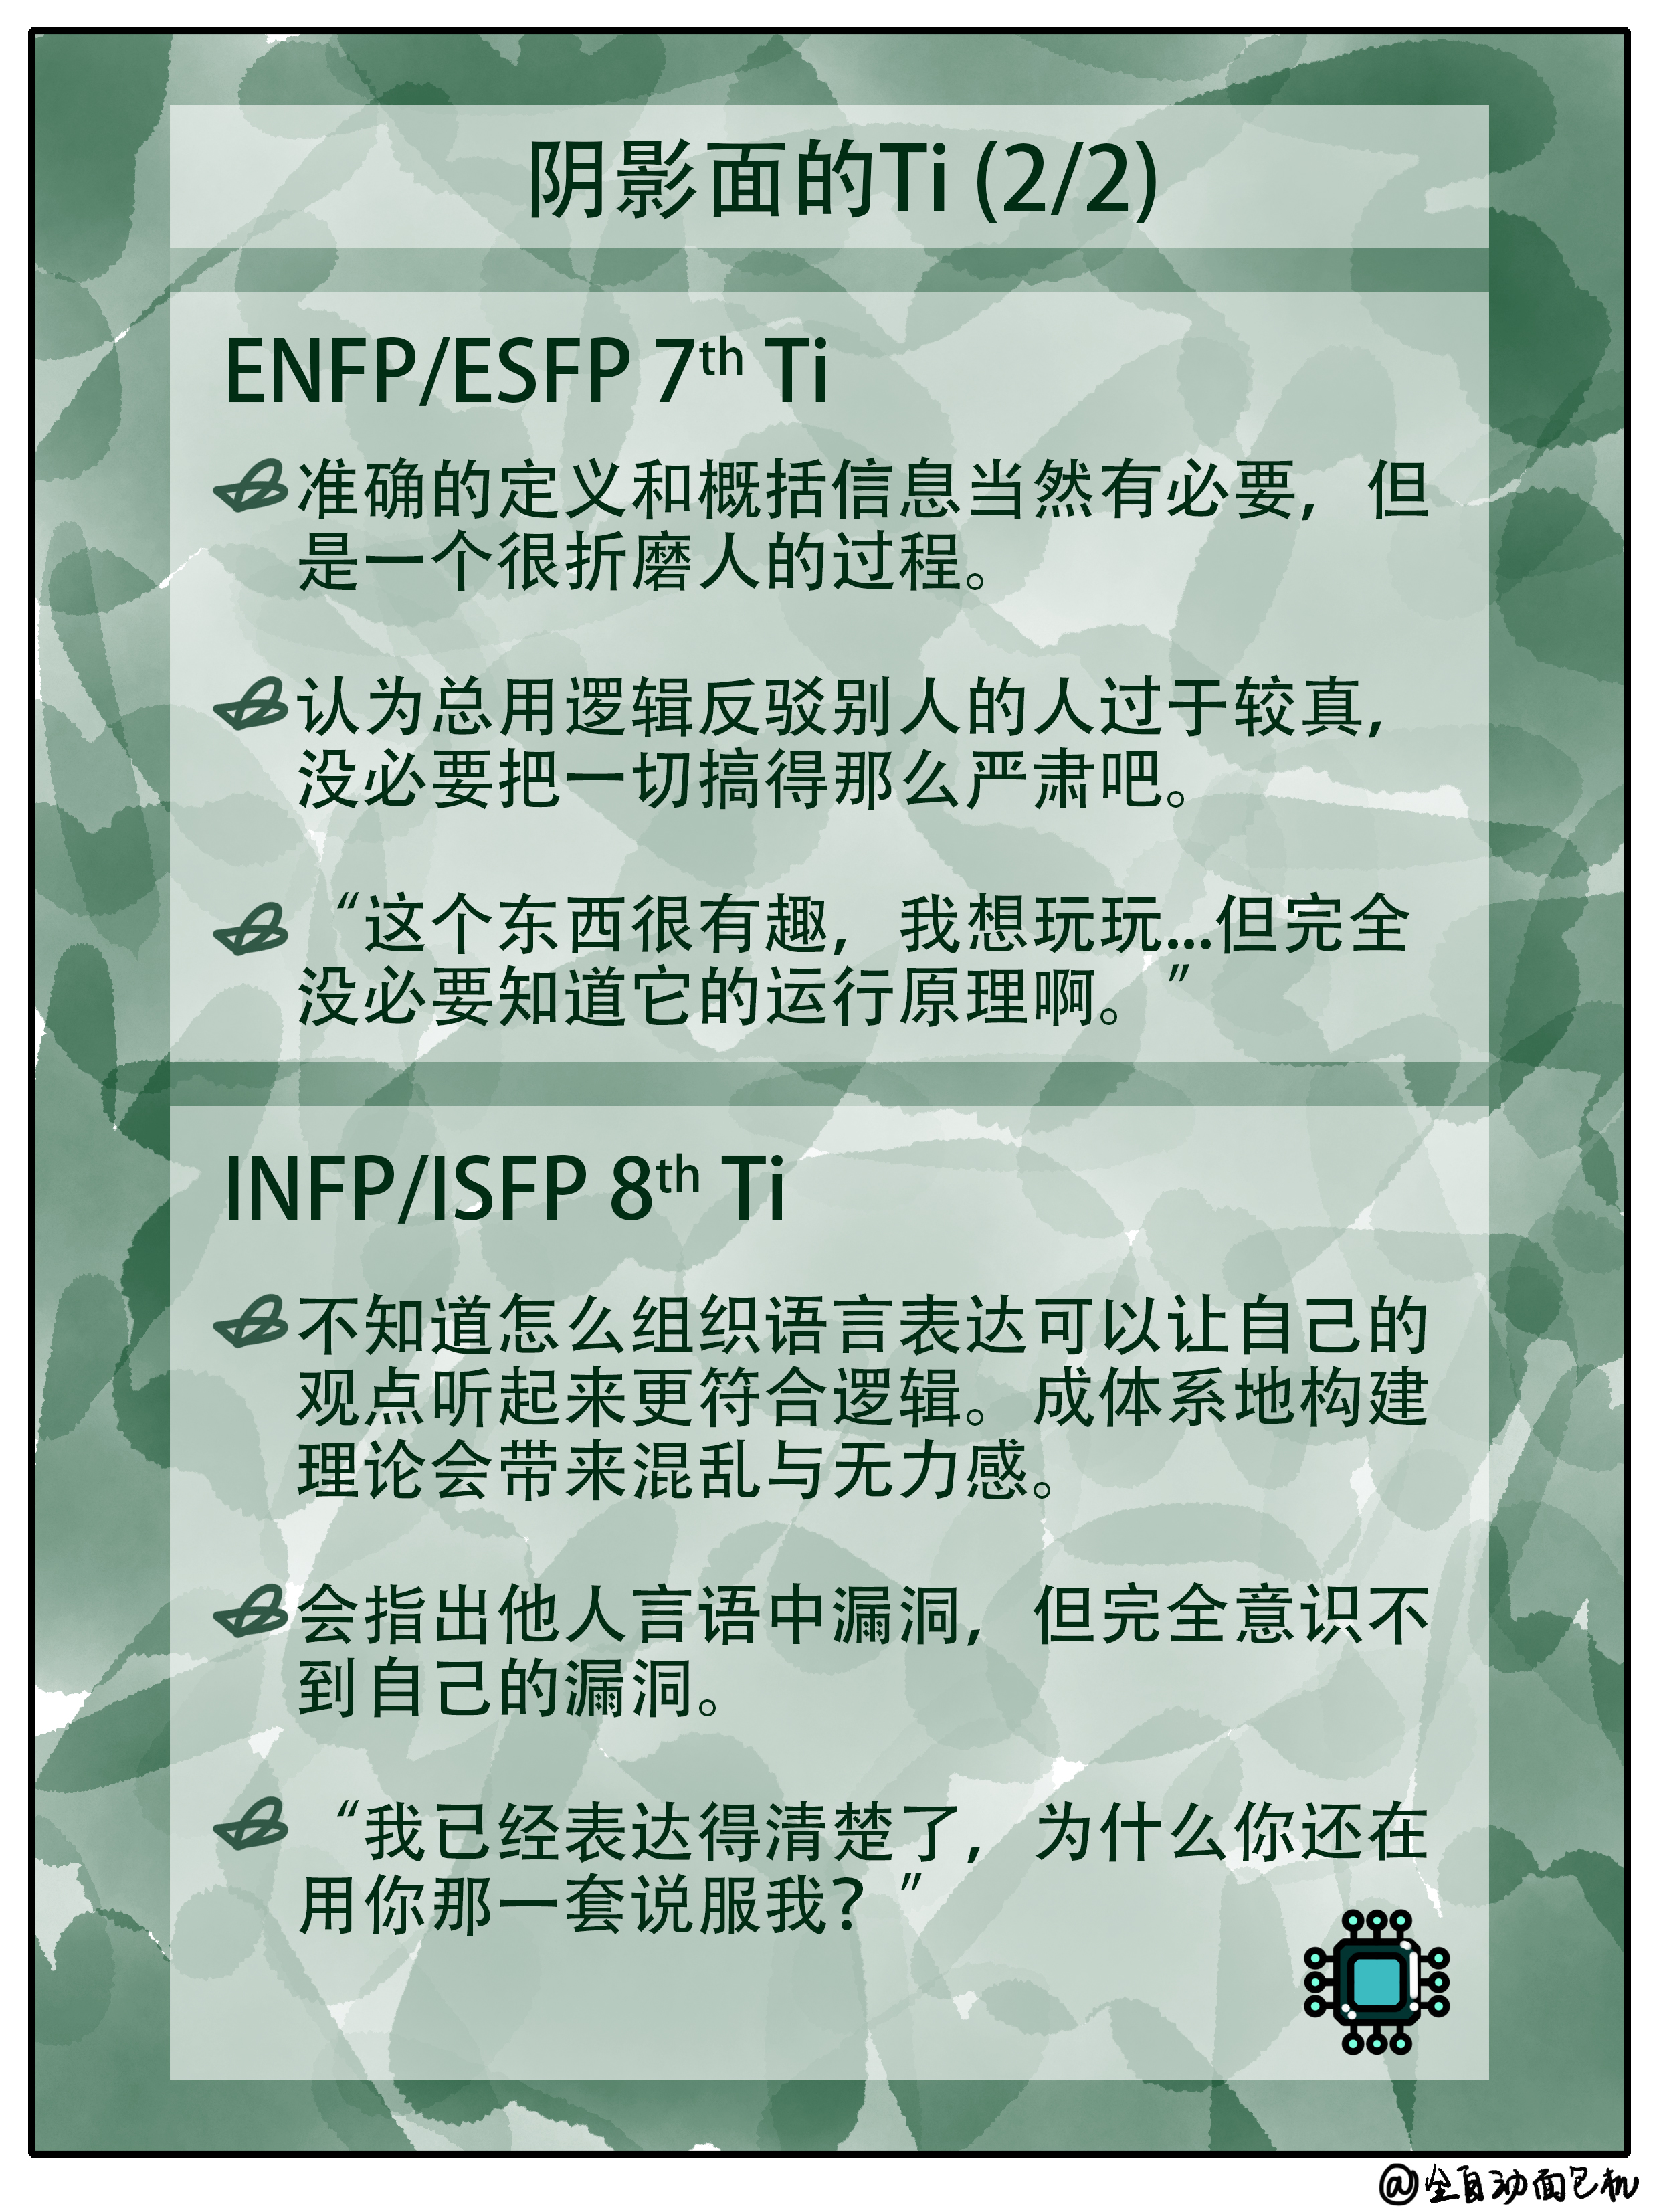 阴影面的Ti (2/2)
ENFP/ESFP 7th Ti
准确的定义和概括信息当然有必要，但
是一个很折磨人的过程。
认为总用逻辑反驳别人的人过于较真，
没必要把一切搞得那么严肃吧。
“这个东西很有趣，我想玩玩...但完全
没必要知道它的运行原理啊。”
INFP/ISFP 8th Ti
不知道怎么组织语言表达可以让自己的
观点听起来更符合逻辑。成体系地构建
理论会带来混乱与无力感。
会指出他人言语中漏洞，但完全意识不
到自己的漏洞。
“我已经表达得清楚了，为什么你还在
用你那一套说服我？”
@全自动面包机